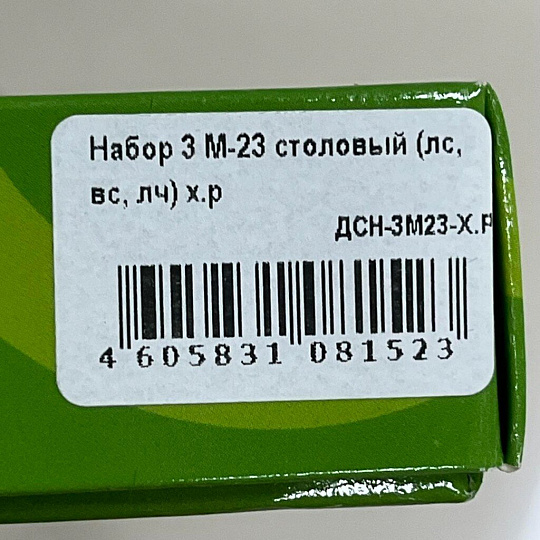 Набор 3 М-23 столовый (лс,
вс, лч) х.р
ДСН-3М23-Х.Р
4 605831 081523